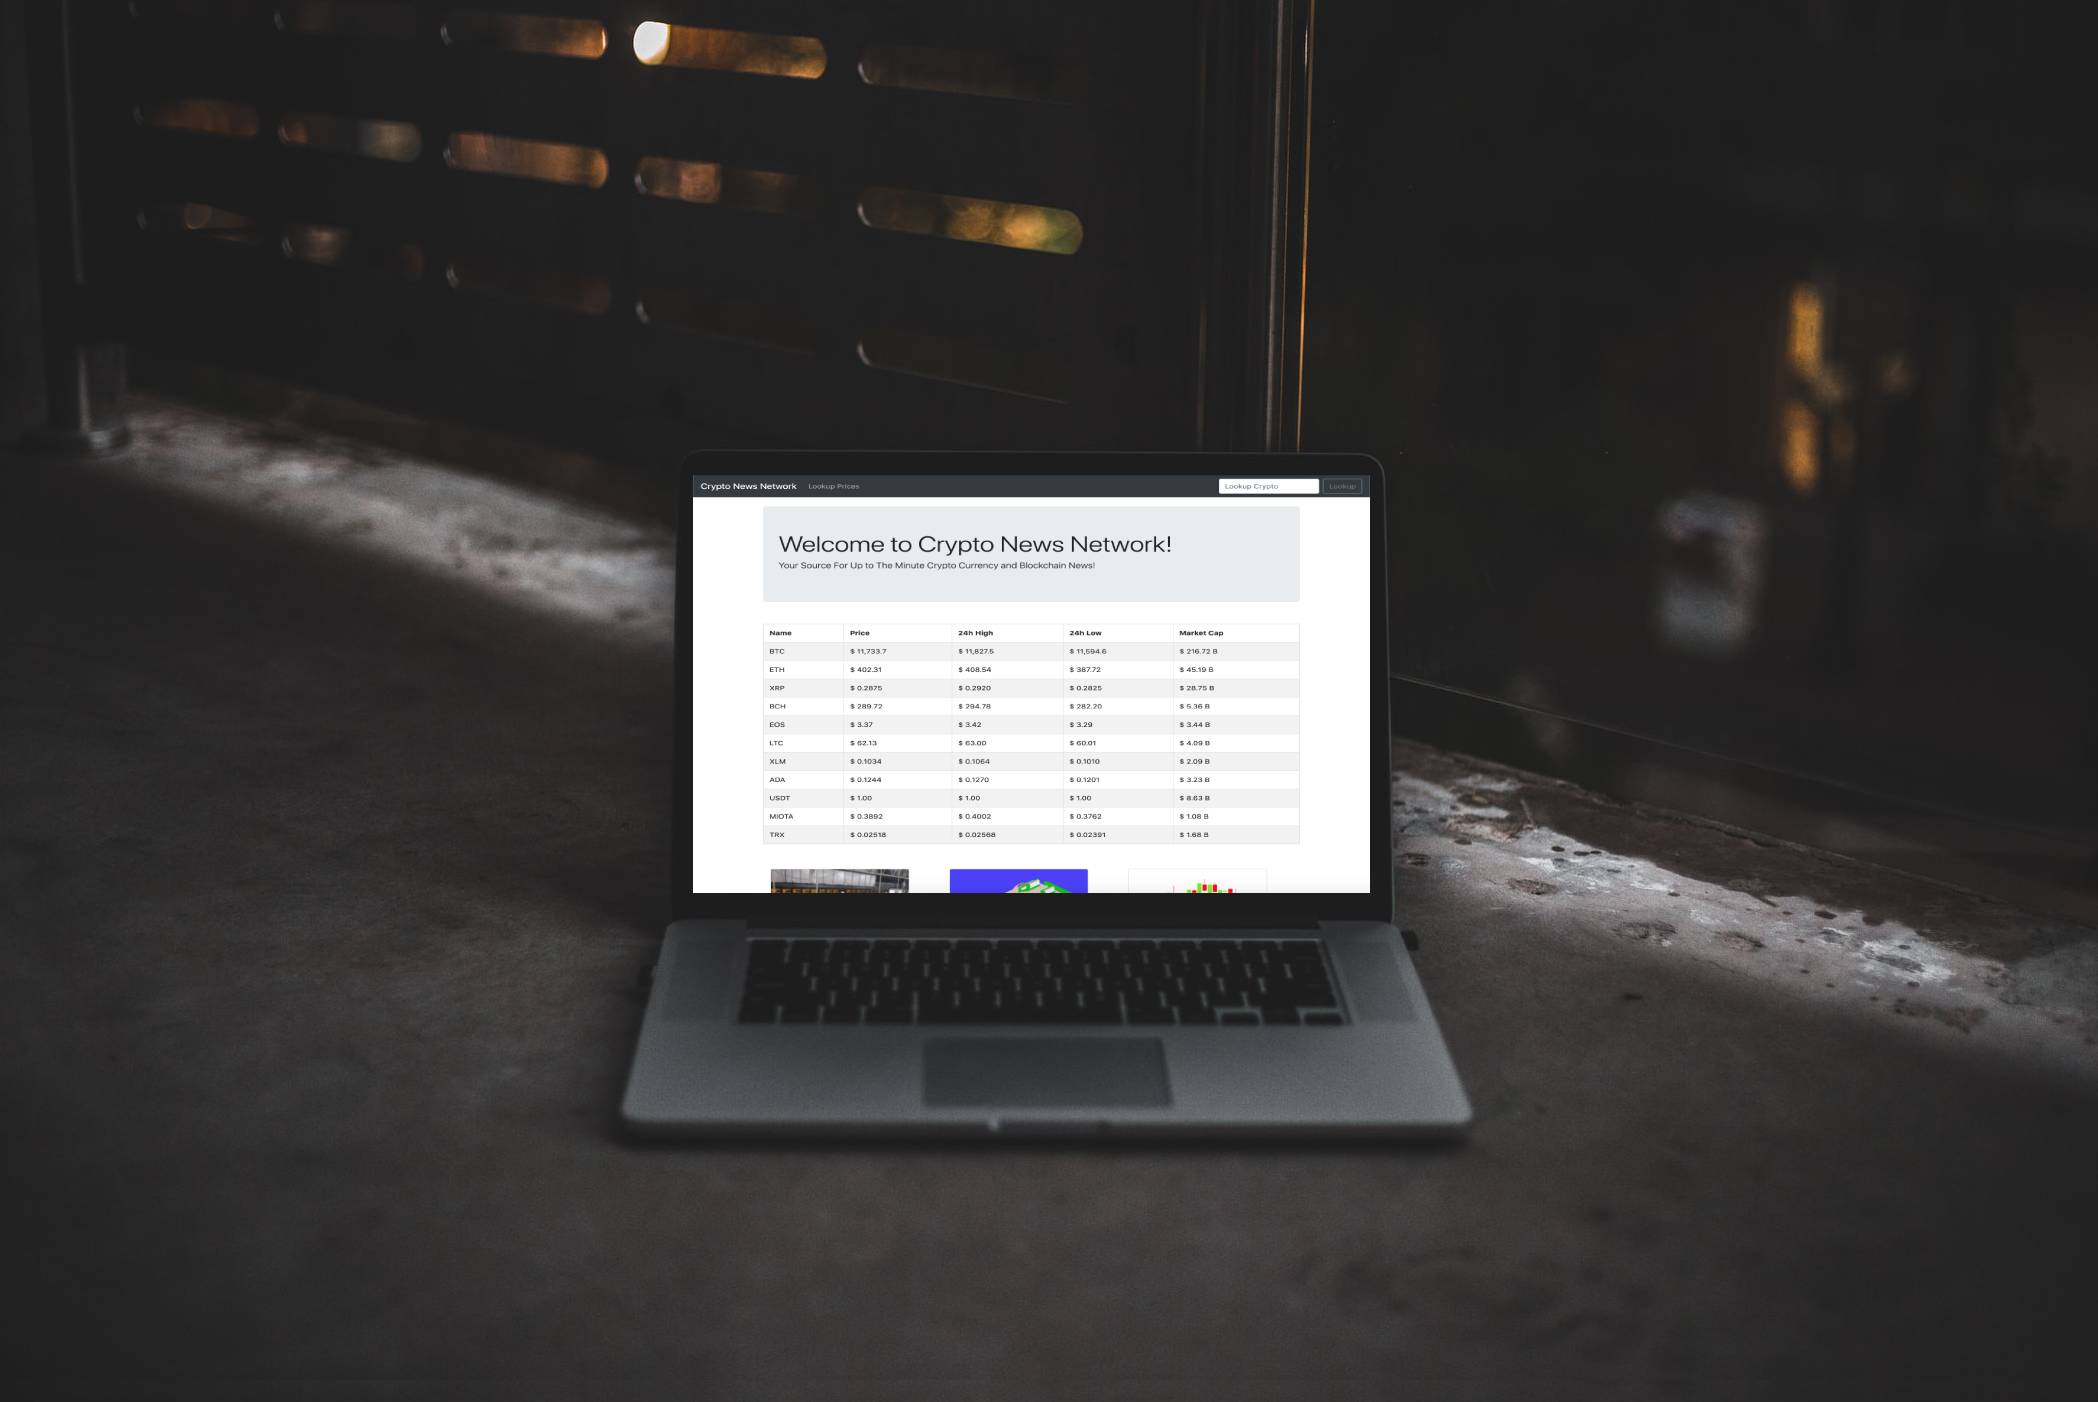 Crypto News Network Lookup Prices Lookup Crypto Lookup
Welcome to Crypto News Network!
Your Source For Up to The Minute Crypto Currency and Blockchain News!
Name Price 24h High 24h Low Market Cap
BTC $ 11,733.7 $ 11,827.5 $ 11,594.6 $ 216.72 B
ETH $ 402.31 $ 408.54 $ 387.72 $ 45.19 B
XRP $ 0.2875 $ 0.2920 $ 0.2825 $ 28.75 B
BCH $ 289.72 $ 294.78 $ 282.20 $ 5.36 B
EOS $ 3.37 $ 3.42 $ 3.29 $ 3.44 B
LTC $ 62.13 $ 63.00 $ 60.01 $ 4.09 B
XLM $ 0.1034 $ 0.1064 $ 0.1010 $ 2.09 B
ADA $ 0.1244 $ 0.1270 $ 0.1201 $ 3.23 B
USDT $ 1.00 $ 1.00 $ 1.00 $ 8.63 B
MIOTA $ 0.3892 $ 0.4002 $ 0.3762 $ 1.08 B
TRX $ 0.02518 $ 0.02568 $ 0.02391 $ 1.68 B